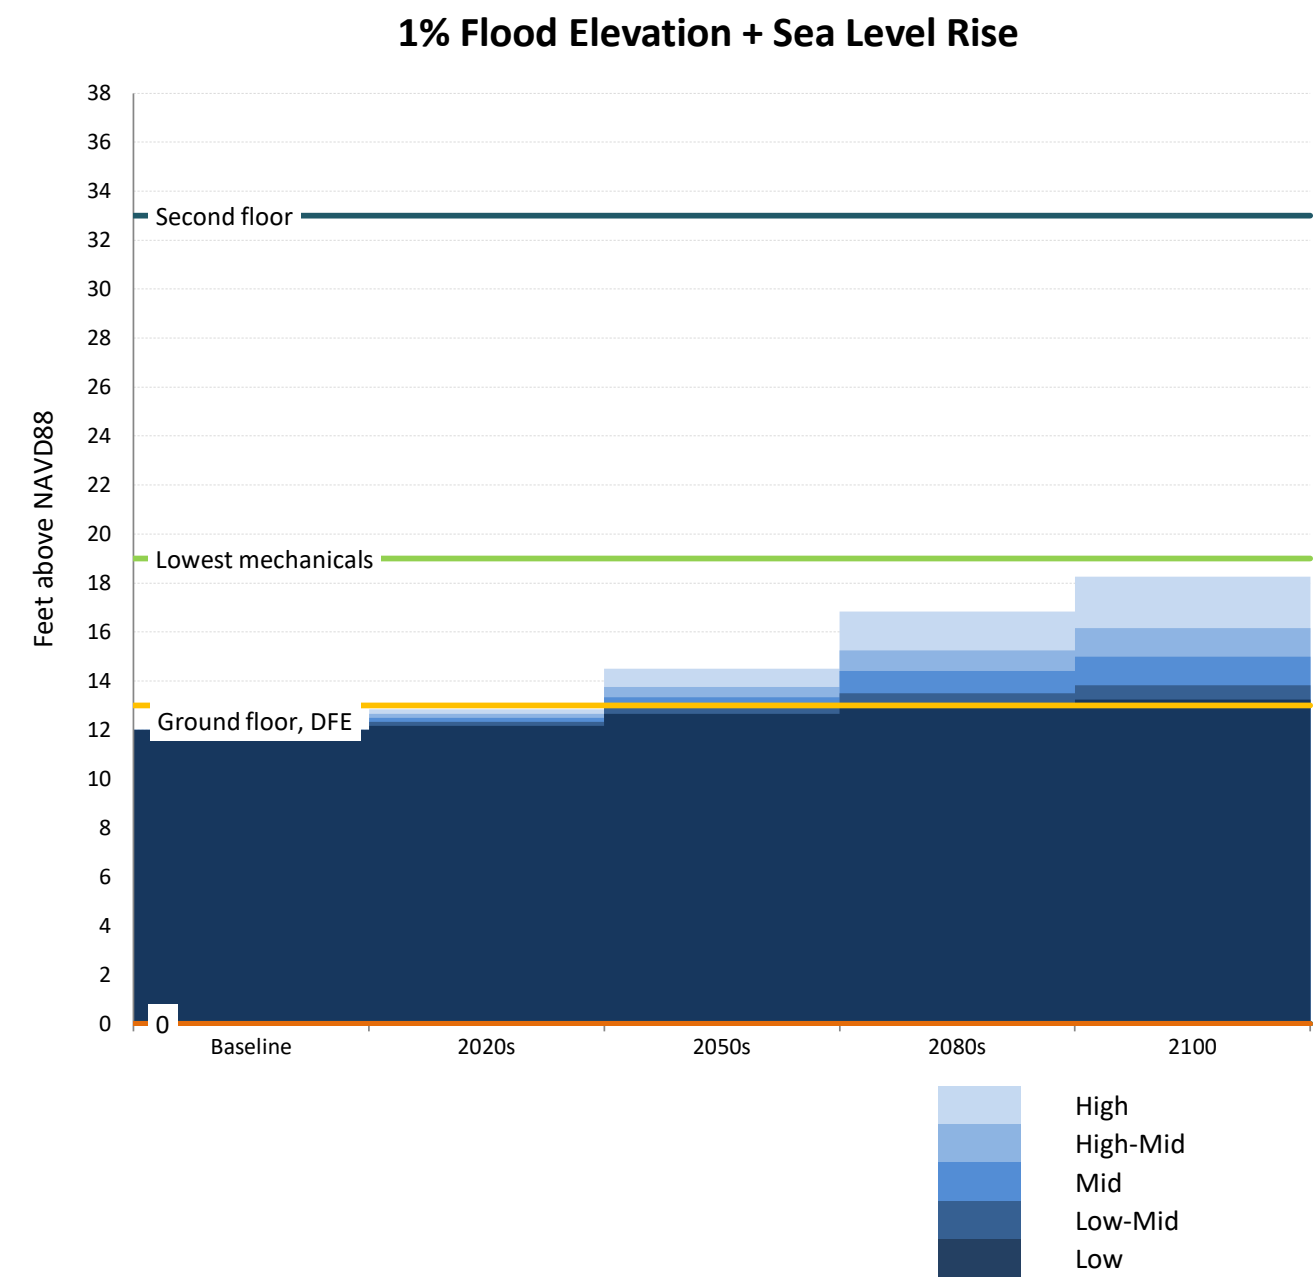 1% Flood Elevation + Sea Level Rise
Feet above NAVD88
38
36
34
32
30
28
26
24
22
20
18
16
14
12
10
8
6
4
2
0
Second floor
Lowest mechanicals
Ground floor, DFE
0
Baseline
2020s
2050s
2080s
2100
High
High-Mid
Mid
Low-Mid
Low